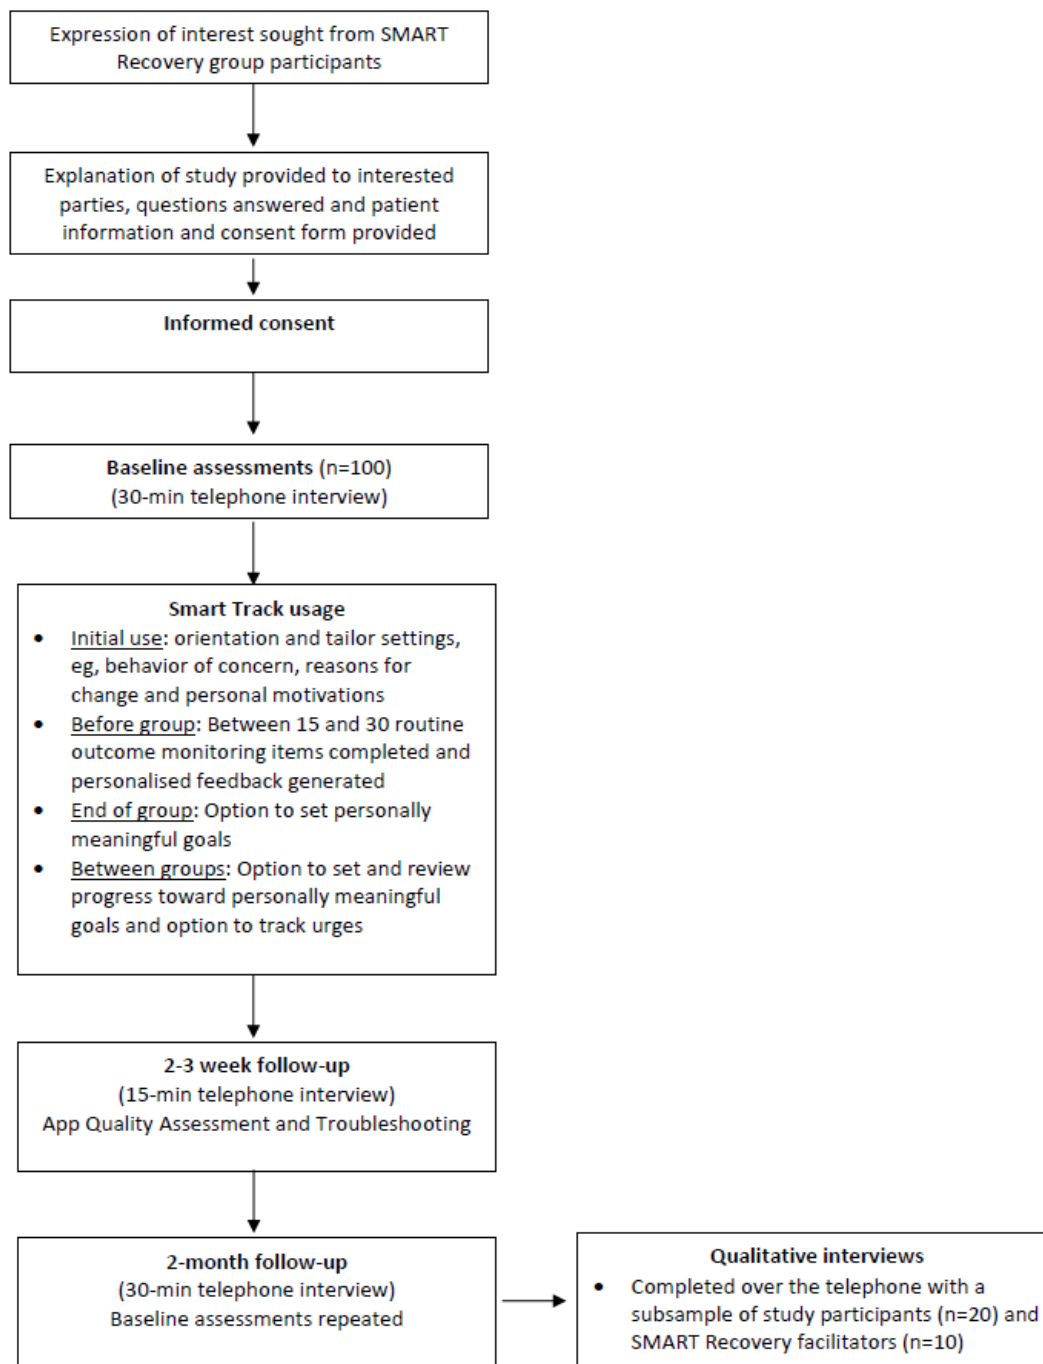 Expression of interest sought from SMART
Recovery group participants
Explanation of study provided to interested
parties, questions answered and patient
information and consent form provided
Informed consent
Baseline assessments (n=100)
(30-min telephone interview)
Smart Track usage
• Initial use: orientation and tailor settings,
eg, behavior of concern, reasons for
change and personal motivations
• Before group: Between 15 and 30 routine
outcome monitoring items completed and
personalised feedback generated
• End of group: Option to set personally
meaningful goals
• Between groups: Option to set and review
progress toward personally meaningful
goals and option to track urges
2-3 week follow-up
(15-min telephone interview)
App Quality Assessment and Troubleshooting
2-month follow-up
(30-min telephone interview)
Baseline assessments repeated
Qualitative interviews
• Completed over the telephone with a
subsample of study participants (n=20) and
SMART Recovery facilitators (n=10)